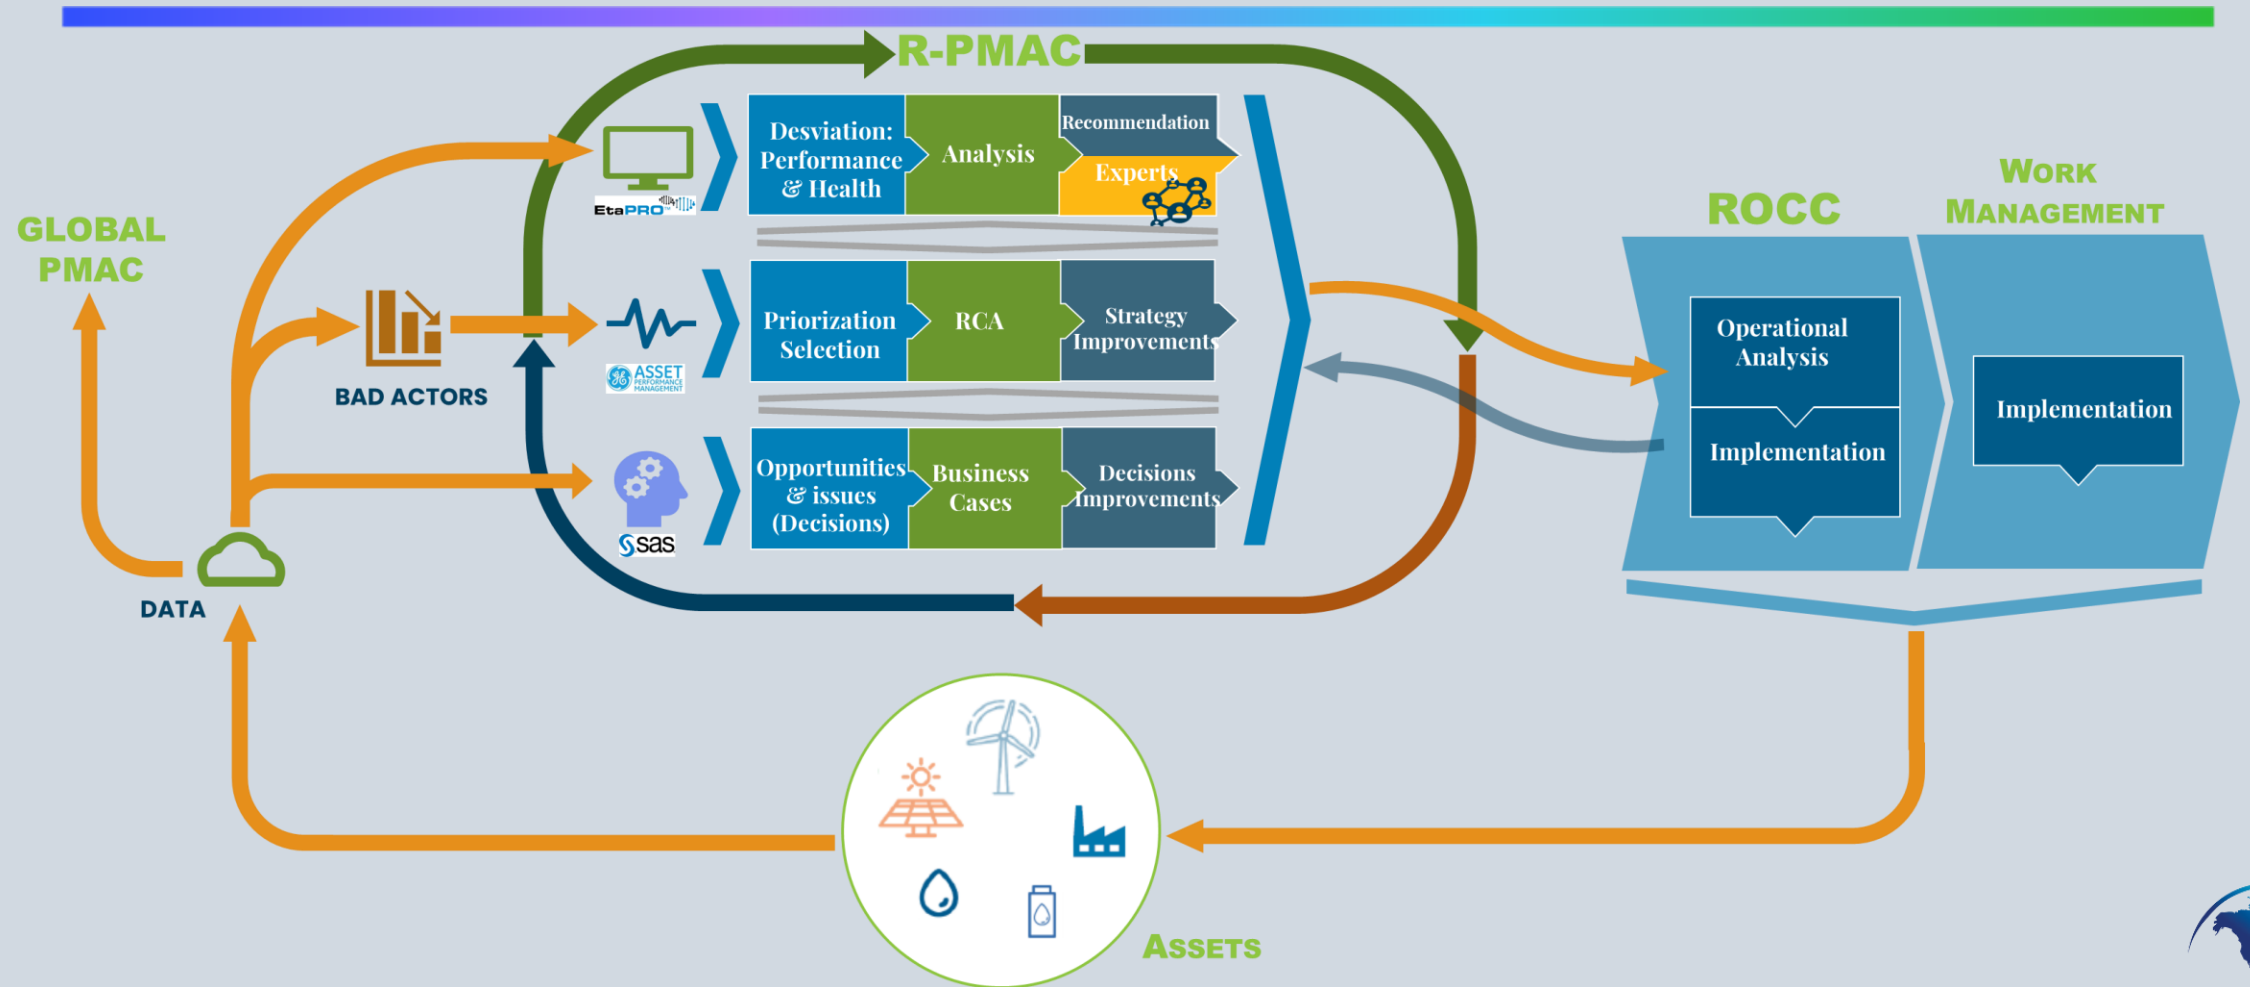 R-PMAC
Desviation:
Performance
& Health
Analysis
Recommendation
Experts
EtaPRO™
GLOBAL
PMAC
BAD ACTORS
ASSET
PERFORMANCE
MANAGEMENT
Priorization
Selection
RCA
Strategy
Improvements
Opportunities
& issues
(Decisions)
Business
Cases
Decisions
Improvements
sas
DATA
ROCC
Operational
Analysis
Implementation
WORK
MANAGEMENT
Implementation
ASSETS